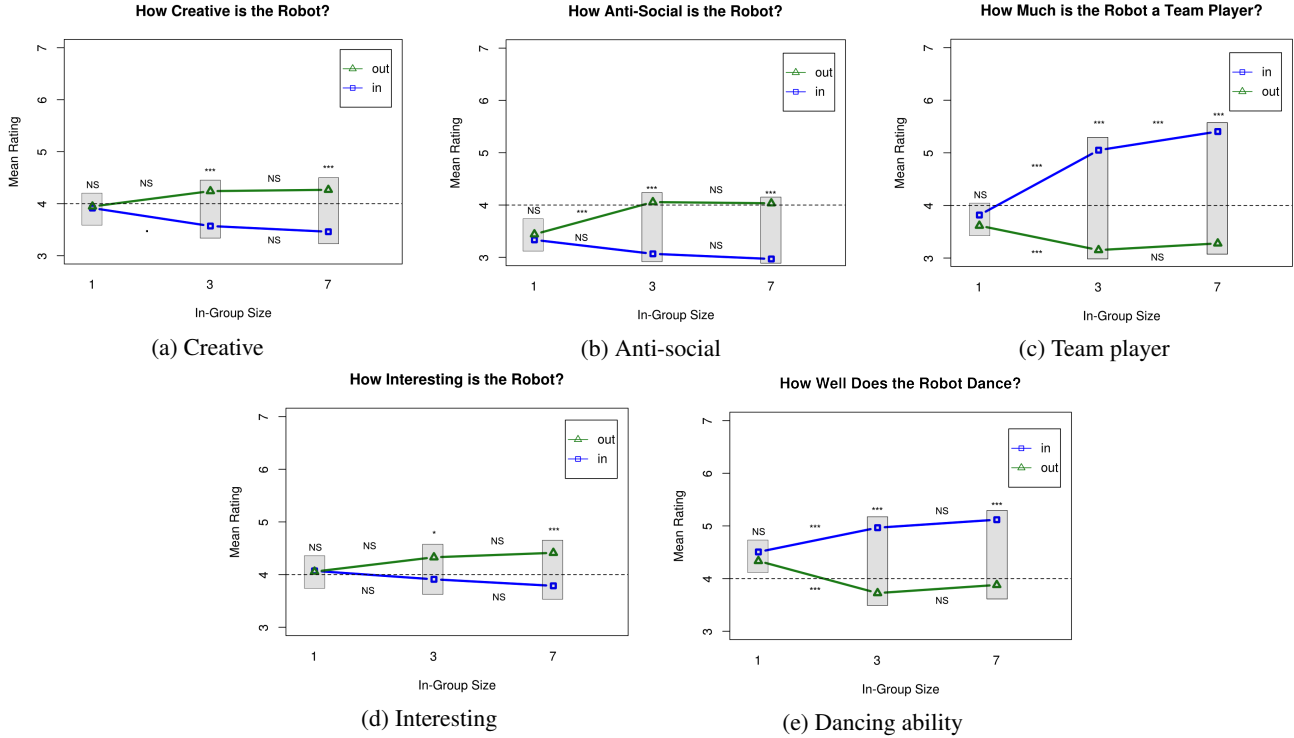 How Creative is the Robot?
Mean Rating
7
6
5
4
3
out
in
NS
NS
***
NS
***
.
NS
1
3
7
In-Group Size
(a) Creative
How Anti-Social is the Robot?
Mean Rating
7
6
5
4
3
out
in
NS
***
***
NS
***
NS
NS
1
3
7
In-Group Size
(b) Anti-social
How Much is the Robot a Team Player?
Mean Rating
7
6
5
4
3
in
out
NS
***
***
***
***
***
NS
1
3
7
In-Group Size
(c) Team player
How Interesting is the Robot?
Mean Rating
7
6
5
4
3
out
in
NS
NS
*
NS
***
NS
NS
1
3
7
In-Group Size
(d) Interesting
How Well Does the Robot Dance?
Mean Rating
7
6
5
4
3
in
out
NS
***
***
NS
***
***
NS
1
3
7
In-Group Size
(e) Dancing ability